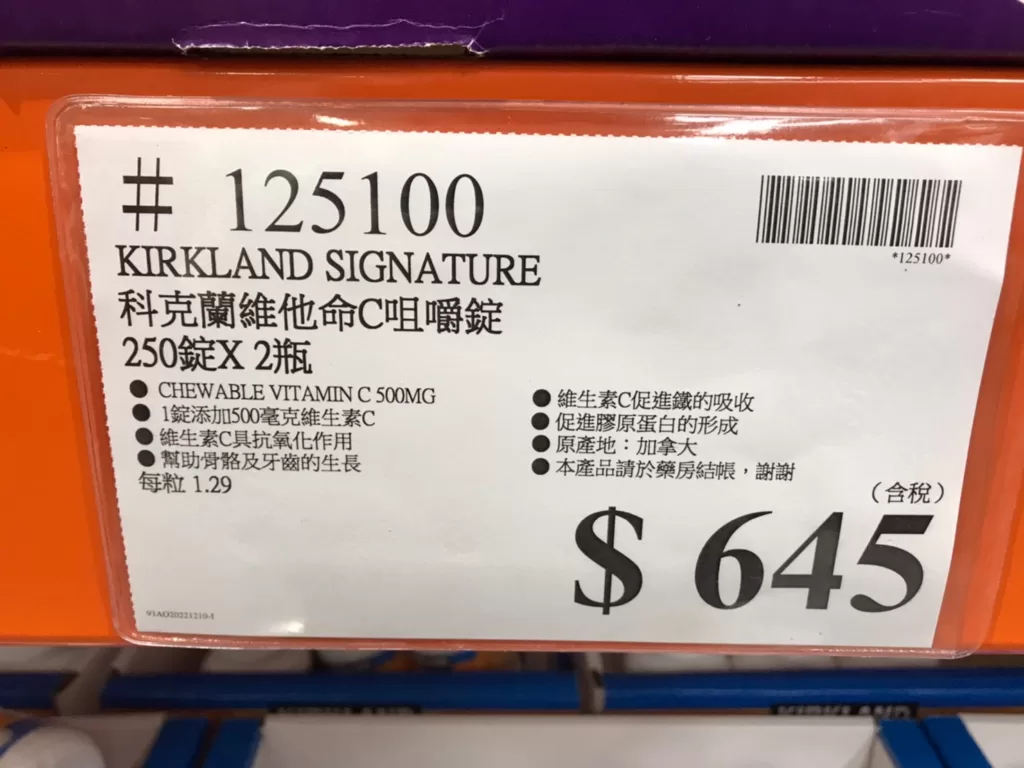 # 125100
*125100*
KIRKLAND SIGNATURE
科克蘭維他命C咀嚼錠
250錠X 2瓶
● CHEWABLE VITAMIN C 500MG
● 1錠添加500毫克維生素C
● 維生素C具抗氧化作用
● 幫助骨骼及牙齒的生長
每粒 1.29
● 維生素C促進鐵的吸收
● 促進膠原蛋白的形成
● 原產地：加拿大
● 本產品請於藥房結帳，謝謝
（含稅）
$ 645
93AO20221210-1
KIRKLAND
KIRKLAND